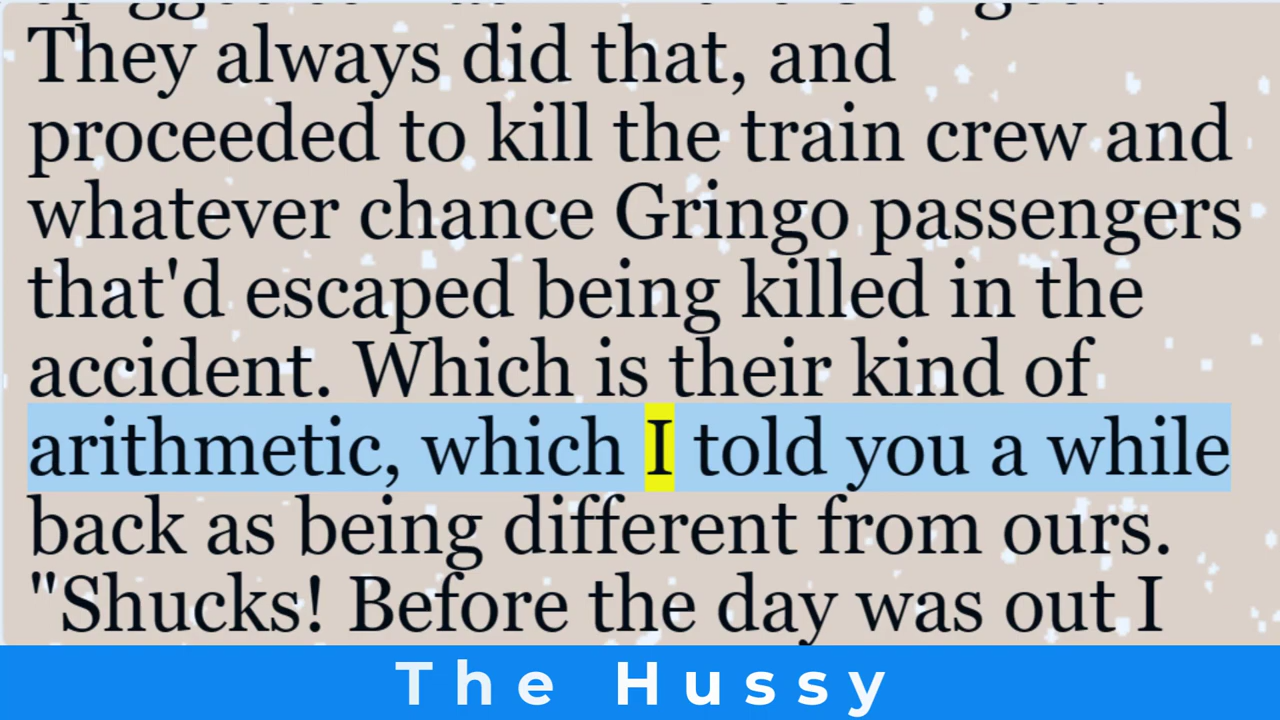 They always did that, and
proceeded to kill the train crew and
whatever chance Gringo passengers
that'd escaped being killed in the
accident. Which is their kind of
arithmetic, which I told you a while
back as being different from ours.
"Shucks! Before the day was out I
The Hussy